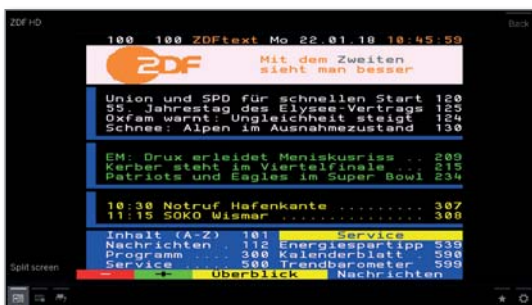 ZDF HD
Back
100 100 ZDFtext Mo 22.01.18 10:45:59
ZDF
Mit dem Zweiten
sieht man besser
Union und SPD für schnellen Start 120
55. Jahrestag des Elysee-Vertrags 125
Oxfam warnt: Ungleichheit steigt 124
Schnee: Alpen im Ausnahmezustand 130
EM: Drux erleidet Meniskusriss .. 209
Kerber steht im Viertelfinale ... 215
Patriots und Eagles im Super Bowl 234
10:30 Notruf Hafenkante ......... 307
11:15 SOKO Wismar ............... 308
Inhalt (A-Z) 101 Service
Nachrichten . 112 Energiespartipp 539
Programm .... 300 Kalenderblatt . 590
Service ..... 500 Trendbarometer 599
- + Überblick Nachrichten
Split screen